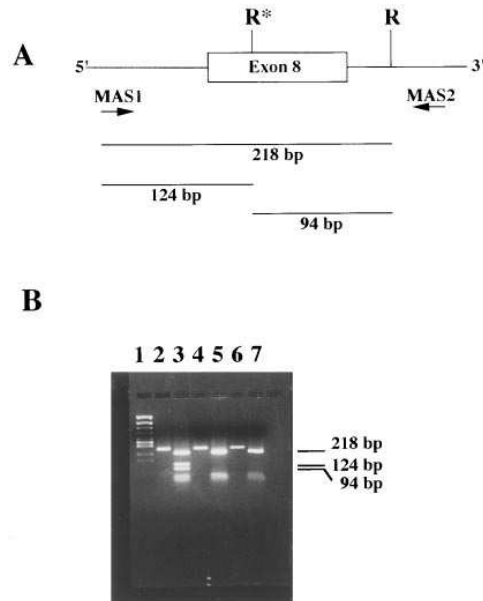 R* R
A
5' Exon 8 3'
MAS1 MAS2
218 bp
124 bp
94 bp
B
1 2 3 4 5 6 7
218 bp
124 bp
94 bp